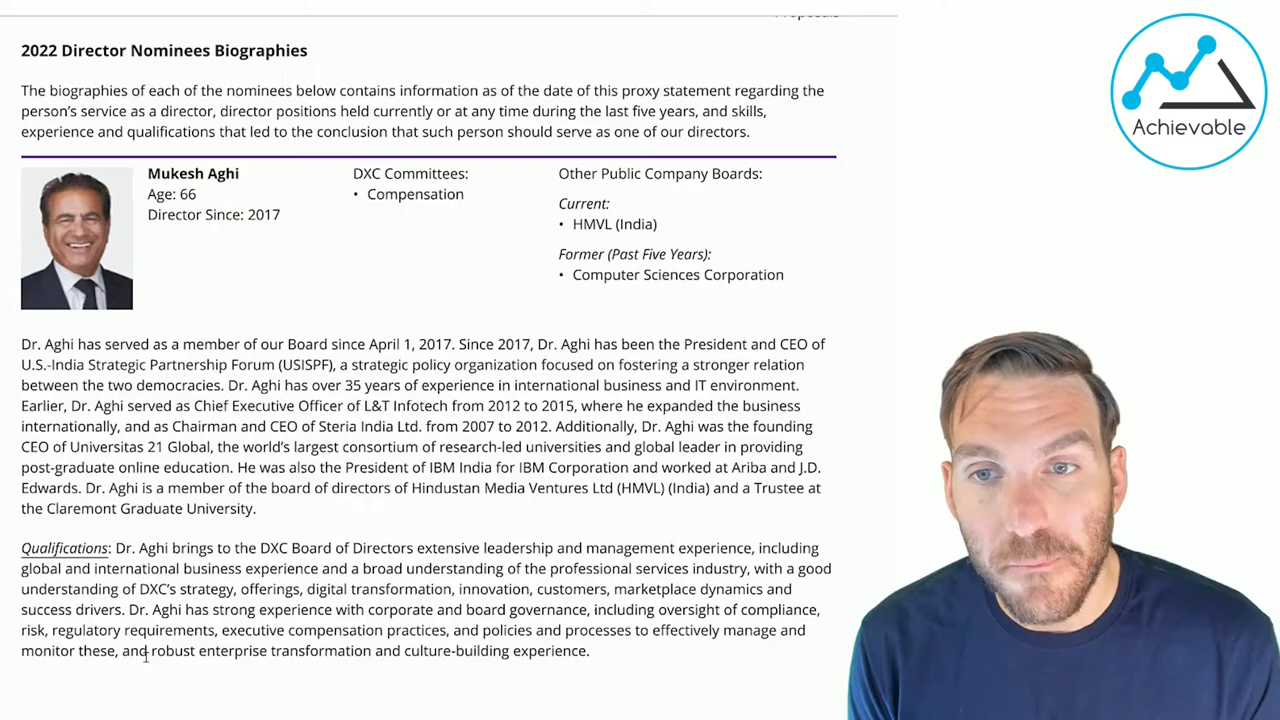 2022 Director Nominees Biographies
The biographies of each of the nominees below contains information as of the date of this proxy statement regarding the
person's service as a director, director positions held currently or at any time during the last five years, and skills,
experience and qualifications that led to the conclusion that such person should serve as one of our directors.
Mukesh Aghi
Age: 66
Director Since: 2017
DXC Committees:
• Compensation
Other Public Company Boards:
Current:
• HMVL (India)
Former (Past Five Years):
• Computer Sciences Corporation
Dr. Aghi has served as a member of our Board since April 1, 2017. Since 2017, Dr. Aghi has been the President and CEO of
U.S.-India Strategic Partnership Forum (USISPF), a strategic policy organization focused on fostering a stronger relation
between the two democracies. Dr. Aghi has over 35 years of experience in international business and IT environment.
Earlier, Dr. Aghi served as Chief Executive Officer of L&T Infotech from 2012 to 2015, where he expanded the business
internationally, and as Chairman and CEO of Steria India Ltd. from 2007 to 2012. Additionally, Dr. Aghi was the founding
CEO of Universitas 21 Global, the world's largest consortium of research-led universities and global leader in providing
post-graduate online education. He was also the President of IBM India for IBM Corporation and worked at Ariba and J.D.
Edwards. Dr. Aghi is a member of the board of directors of Hindustan Media Ventures Ltd (HMVL) (India) and a Trustee at
the Claremont Graduate University.
Qualifications: Dr. Aghi brings to the DXC Board of Directors extensive leadership and management experience, including
global and international business experience and a broad understanding of the professional services industry, with a good
understanding of DXC's strategy, offerings, digital transformation, innovation, customers, marketplace dynamics and
success drivers. Dr. Aghi has strong experience with corporate and board governance, including oversight of compliance,
risk, regulatory requirements, executive compensation practices, and policies and processes to effectively manage and
monitor these, and robust enterprise transformation and culture-building experience.
Achievable